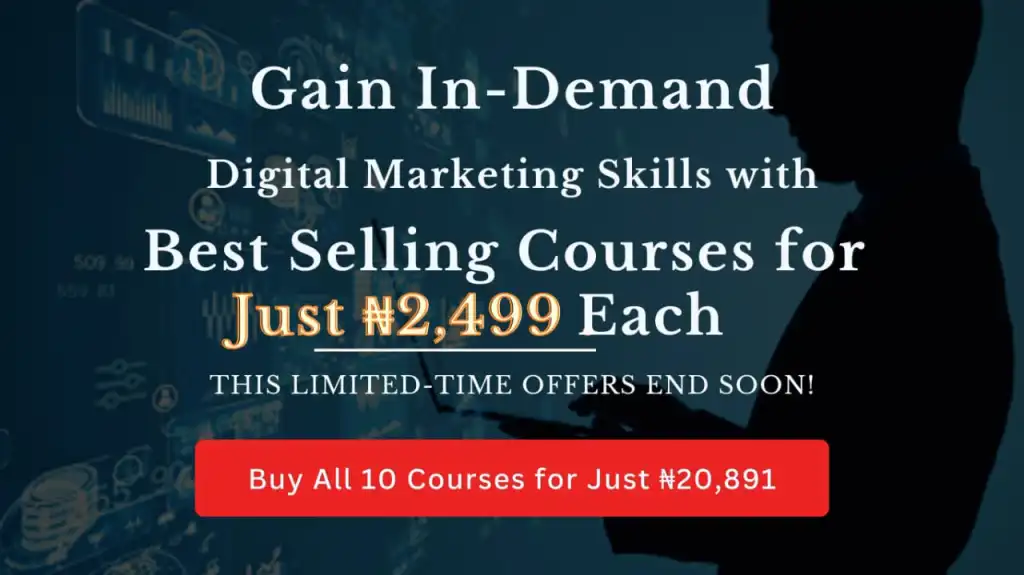 Gain In-Demand
Digital Marketing Skills with
Best Selling Courses for
Just ₦2,499 Each
THIS LIMITED-TIME OFFERS END SOON!
Buy All 10 Courses for Just ₦20,891